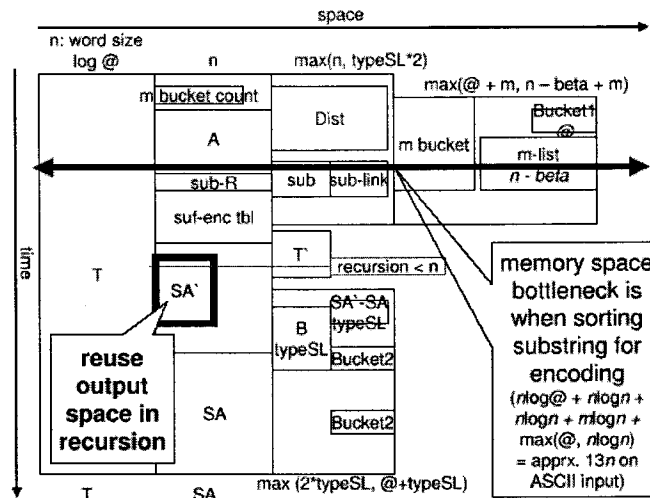 space
n: word size
log @
n
max(n, typeSL*2)
max(@ + m, n – beta + m)
m bucket count
Dist
Bucket1
@
A
m bucket
m-list
n - beta
sub-R
sub
sub-link
suf-enc tbl
time
T
T`
recursion < n
SA`
SA`-SA
typeSL
B
typeSL
Bucket2
reuse
output
space in
recursion
SA
Bucket2
memory space
bottleneck is
when sorting
substring for
encoding
(nlog@ + nlogn +
nlogn + mlogn +
max(@, nlogn)
= apprx. 13n on
ASCII input)
T
SA
max (2*typeSL, @+typeSL)